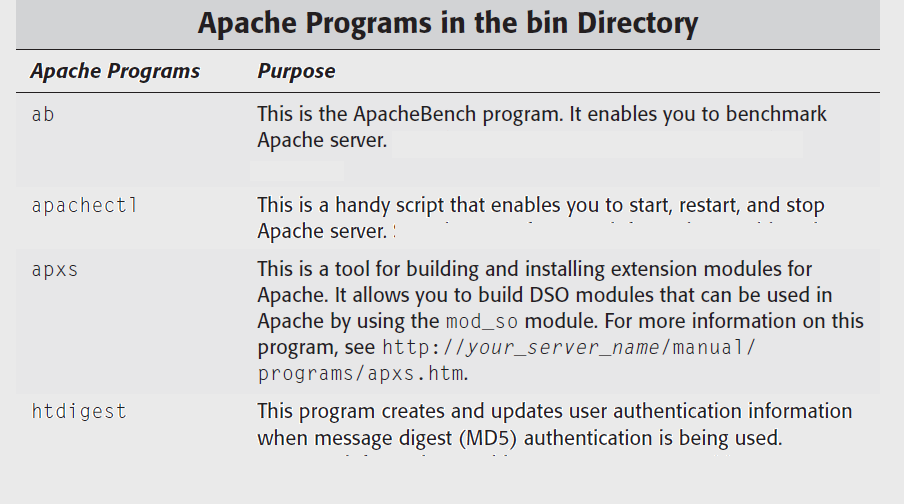 Apache Programs in the bin Directory
Apache Programs Purpose
ab This is the ApacheBench program. It enables you to benchmark
Apache server.
apachectl This is a handy script that enables you to start, restart, and stop
Apache server.
apxs This is a tool for building and installing extension modules for
Apache. It allows you to build DSO modules that can be used in
Apache by using the mod_so module. For more information on this
program, see http://your_server_name/manual/
programs/apxs.htm.
htdigest This program creates and updates user authentication information
when message digest (MD5) authentication is being used.